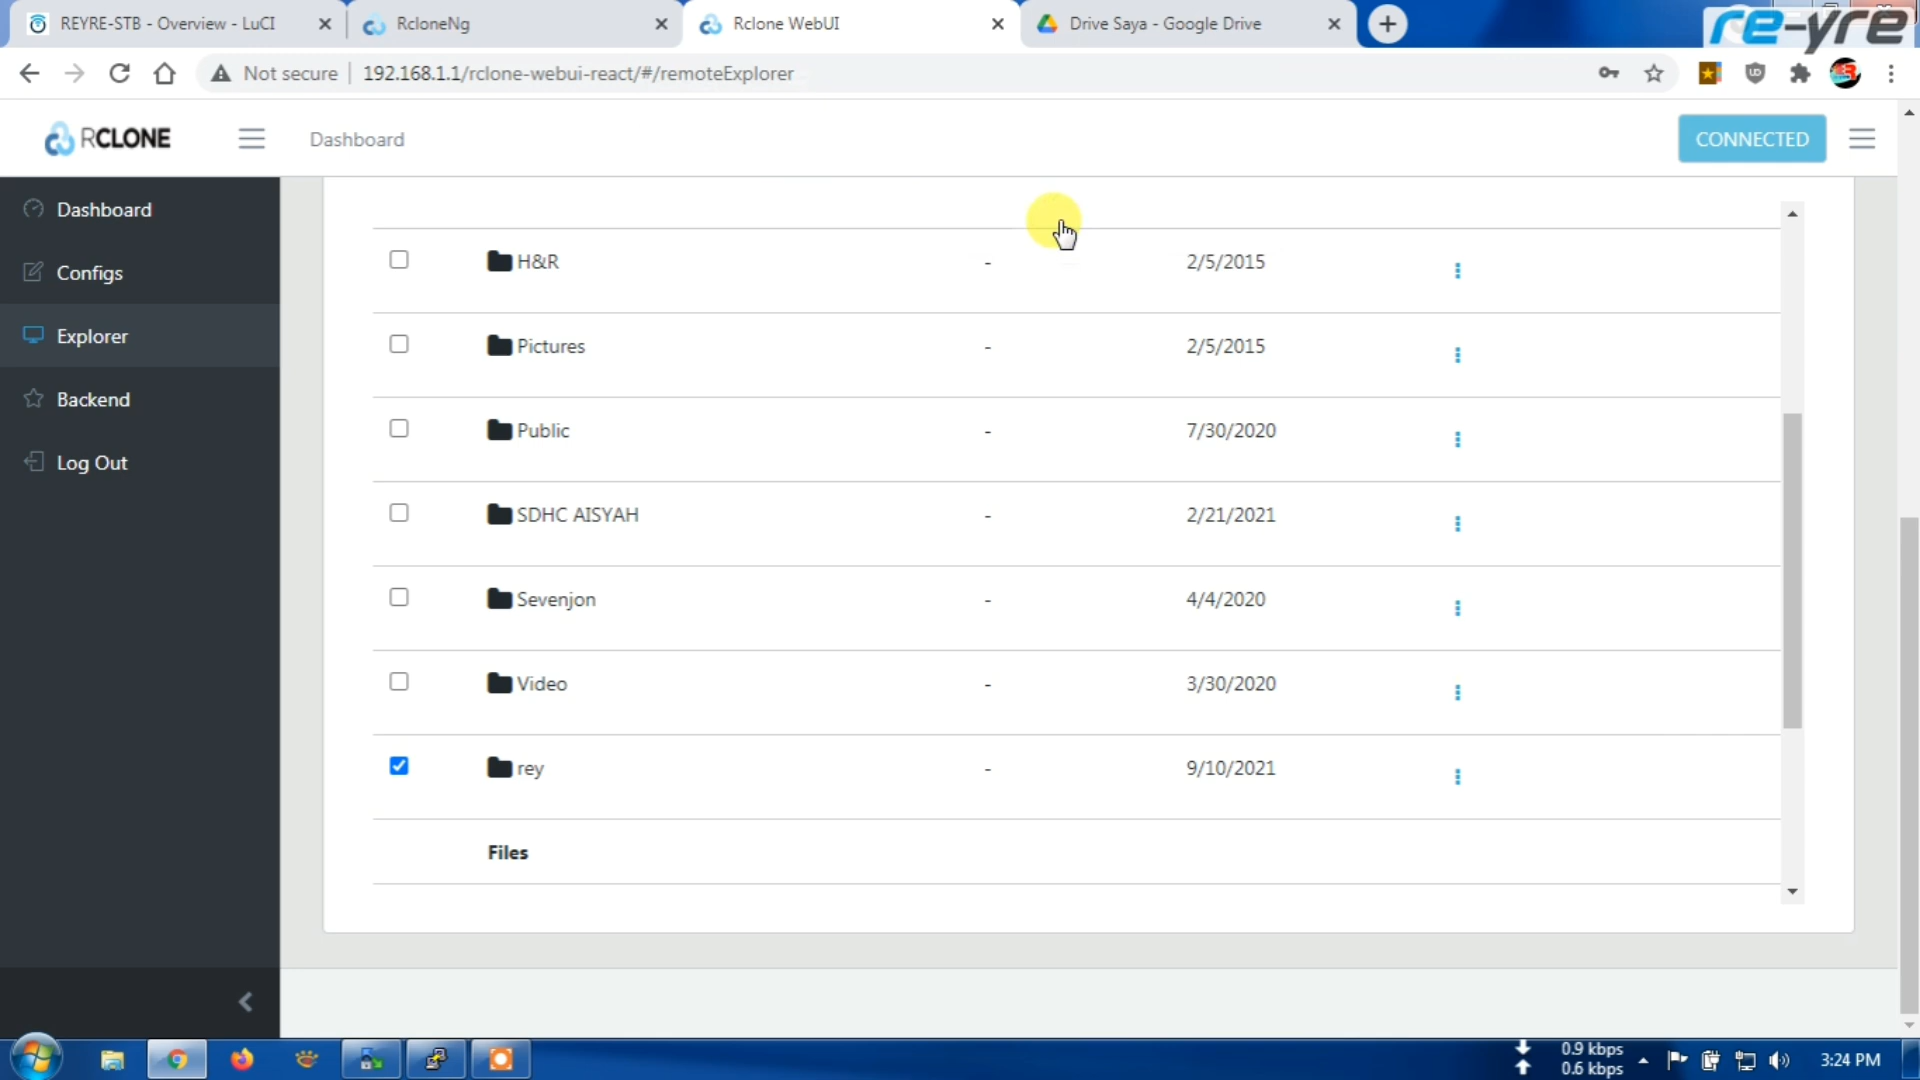 REYRE-STB - Overview - LuCI
RcloneNg
Rclone WebUI
Drive Saya - Google Drive
re-yre
Not secure
192.168.1.1/rclone-webui-react/#/remoteExplorer
RCLONE
Dashboard
CONNECTED
Dashboard
Configs
Explorer
Backend
Log Out
H&R - 2/5/2015
Pictures - 2/5/2015
Public - 7/30/2020
SDHC AISYAH - 2/21/2021
Sevenjon - 4/4/2020
Video - 3/30/2020
rey - 9/10/2021
Files
0.9 kbps
0.6 kbps
3:24 PM